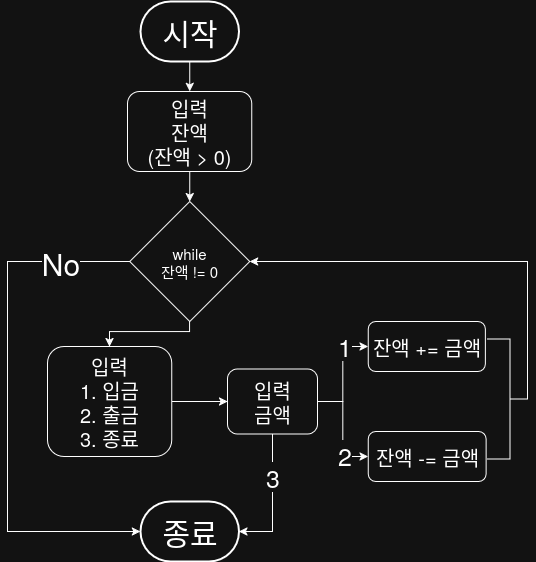 시작
입력
잔액
(잔액 > 0)
while
잔액 != 0
No
입력
1. 입금
2. 출금
3. 종료
입력
금액
1
잔액 += 금액
2
잔액 -= 금액
3
종료